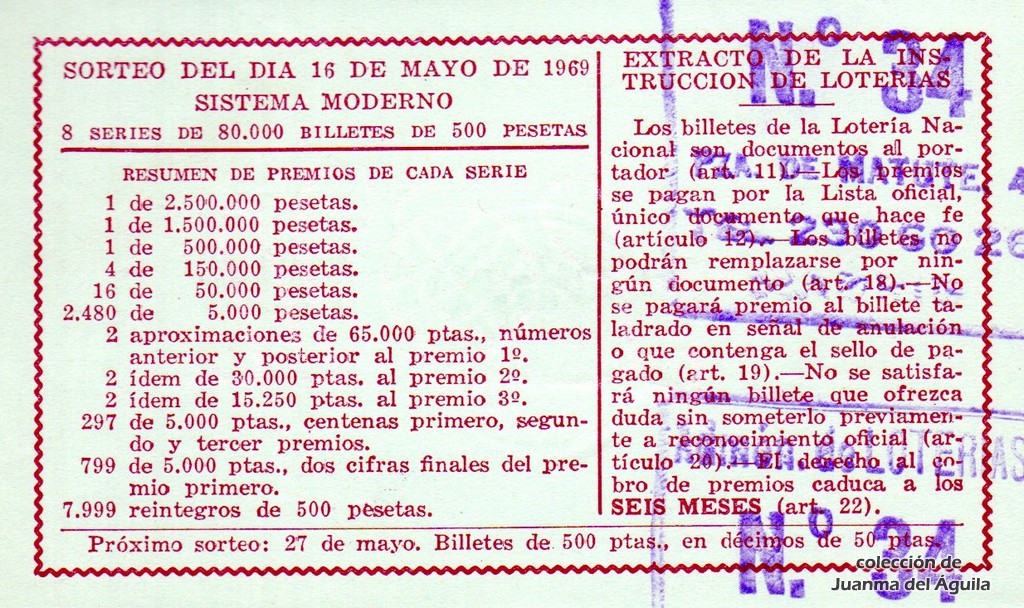 SORTEO DEL DIA 16 DE MAYO DE 1969
SISTEMA MODERNO
8 SERIES DE 80.000 BILLETES DE 500 PESETAS
RESUMEN DE PREMIOS DE CADA SERIE
1 de 2.500.000 pesetas.
1 de 1.500.000 pesetas.
1 de 500.000 pesetas.
4 de 150.000 pesetas.
16 de 50.000 pesetas.
2.480 de 5.000 pesetas.
2 aproximaciones de 65.000 ptas., números
anterior y posterior al premio 1º.
2 ídem de 30.000 ptas. al premio 2º.
2 ídem de 15.250 ptas. al premio 3º.
297 de 5.000 ptas., centenas primero, segun-
do y tercer premios.
799 de 5.000 ptas., dos cifras finales del pre-
mio primero.
7.999 reintegros de 500 pesetas.
EXTRACTO DE LA INS-
TRUCCION DE LOTERIAS
Los billetes de la Lotería Na-
cional son documentos al por-
tador (art. 11).—Los premios
se pagan por la Lista oficial,
único documento que hace fe
(artículo 12).—Los billetes no
podrán remplazarse por nin-
gún documento (art. 18).—No
se pagará premio al billete ta-
ladrado en señal de anulación
o que contenga el sello de pa-
gado (art. 19).—No se satisfa-
rá ningún billete que ofrezca
duda sin someterlo previamen-
te a reconocimiento oficial (ar-
tículo 20).—El derecho al co-
bro de premios caduca a los
SEIS MESES (art. 22).
Próximo sorteo: 27 de mayo. Billetes de 500 ptas., en décimos de 50 ptas.
N.º 34
PZA. DE MATUTE,
230 60 26
LOTERIAS
N.º 34
colección de
Juanma del Águila